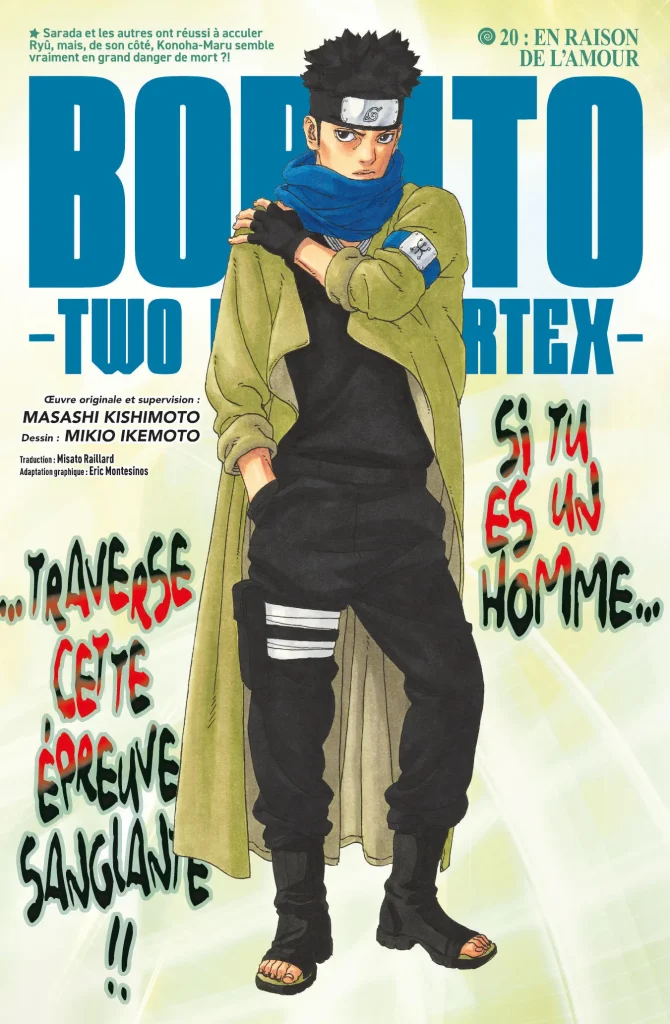 ★ Sarada et les autres ont réussi à acculer
Ryû, mais, de son côté, Konoha-Maru semble
vraiment en grand danger de mort ?!
20 : EN RAISON
DE L'AMOUR
BORUTO
-TWO RTEX-
Œuvre originale et supervision :
MASASHI KISHIMOTO
Dessin : MIKIO IKEMOTO
Traduction : Misato Raillard
Adaptation graphique : Eric Montesinos
SI TU
ES UN
HOMME...
...TRAVERSE
CETTE
ÉPREUVE
SANGLANTE
!!